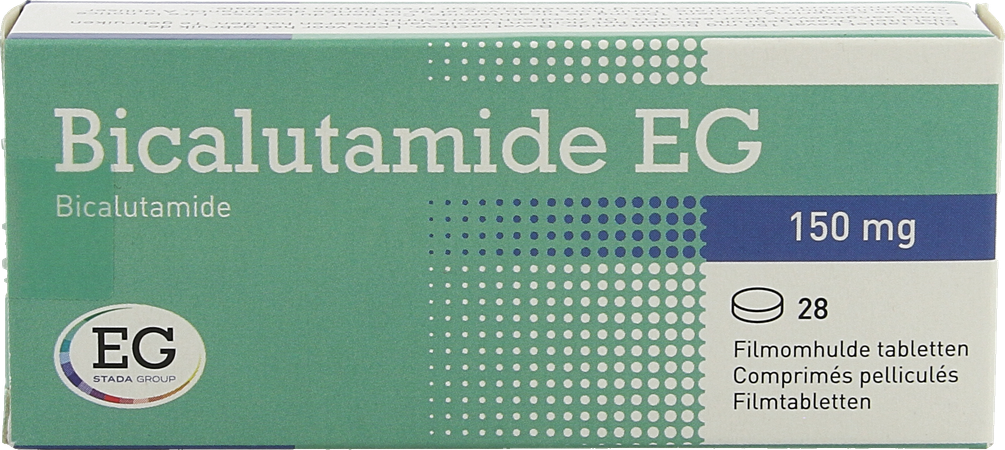 Bicalutamide EG
Bicalutamide
150 mg
28
Filmomhulde tabletten
Comprimés pelliculés
Filmtabletten
EG
STADA GROUP